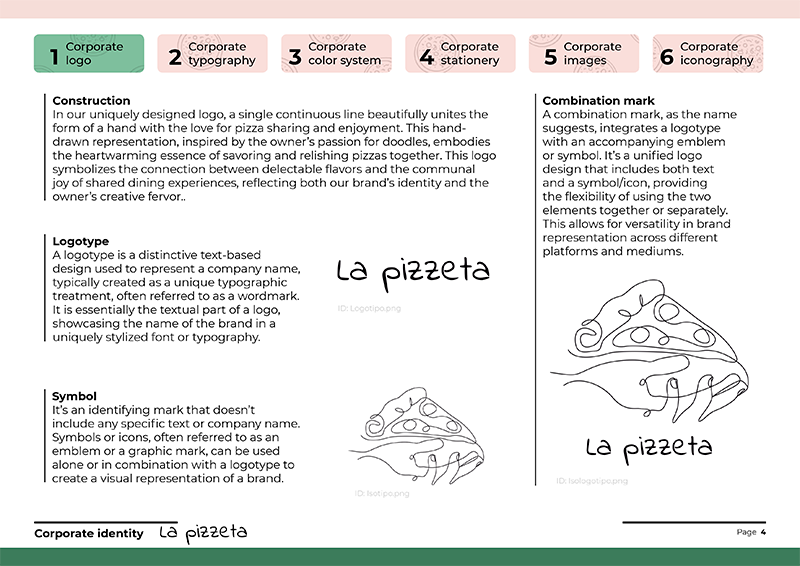 1 Corporate
logo
2 Corporate
typography
3 Corporate
color system
4 Corporate
stationery
5 Corporate
images
6 Corporate
iconography
Construction
In our uniquely designed logo, a single continuous line beautifully unites the
form of a hand with the love for pizza sharing and enjoyment. This hand-
drawn representation, inspired by the owner's passion for doodles, embodies
the heartwarming essence of savoring and relishing pizzas together. This logo
symbolizes the connection between delectable flavors and the communal
joy of shared dining experiences, reflecting both our brand's identity and the
owner's creative fervor..
Logotype
A logotype is a distinctive text-based
design used to represent a company name,
typically created as a unique typographic
treatment, often referred to as a wordmark.
It is essentially the textual part of a logo,
showcasing the name of the brand in a
uniquely stylized font or typography.
La pizzeta
ID: Logotipo.png
Symbol
It's an identifying mark that doesn't
include any specific text or company name.
Symbols or icons, often referred to as an
emblem or a graphic mark, can be used
alone or in combination with a logotype to
create a visual representation of a brand.
ID: Isotipo.png
Combination mark
A combination mark, as the name
suggests, integrates a logotype
with an accompanying emblem
or symbol. It's a unified logo
design that includes both text
and a symbol/icon, providing
the flexibility of using the two
elements together or separately.
This allows for versatility in brand
representation across different
platforms and mediums.
La pizzeta
ID: Isologotipo.png
Corporate identity La pizzeta
Page 4